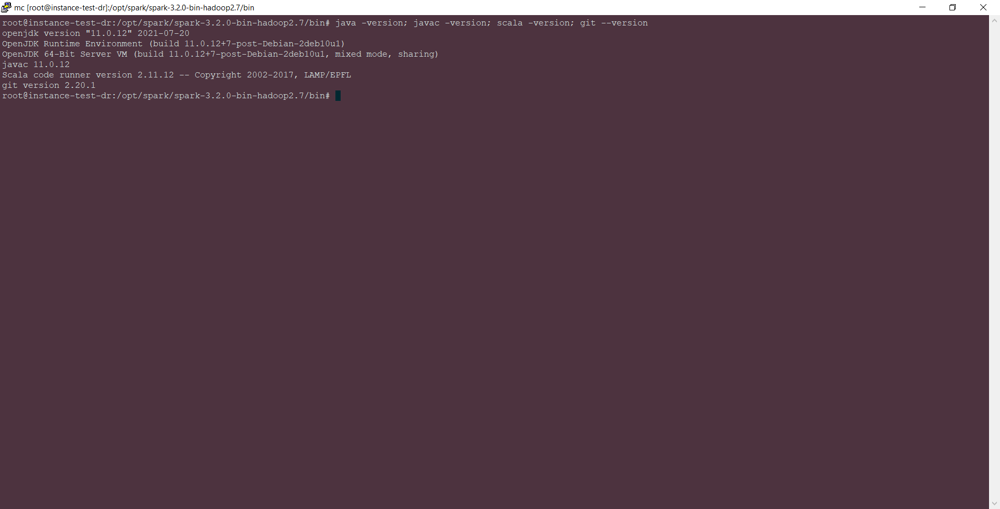 mc [root@instance-test-dr]:/opt/spark/spark-3.2.0-bin-hadoop2.7/bin
root@instance-test-dr:/opt/spark/spark-3.2.0-bin-hadoop2.7/bin# java -version; javac -version; scala -version; git --version
openjdk version "11.0.12" 2021-07-20
OpenJDK Runtime Environment (build 11.0.12+7-post-Debian-2deb10u1)
OpenJDK 64-Bit Server VM (build 11.0.12+7-post-Debian-2deb10u1, mixed mode, sharing)
javac 11.0.12
Scala code runner version 2.11.12 -- Copyright 2002-2017, LAMP/EPFL
git version 2.20.1
root@instance-test-dr:/opt/spark/spark-3.2.0-bin-hadoop2.7/bin#